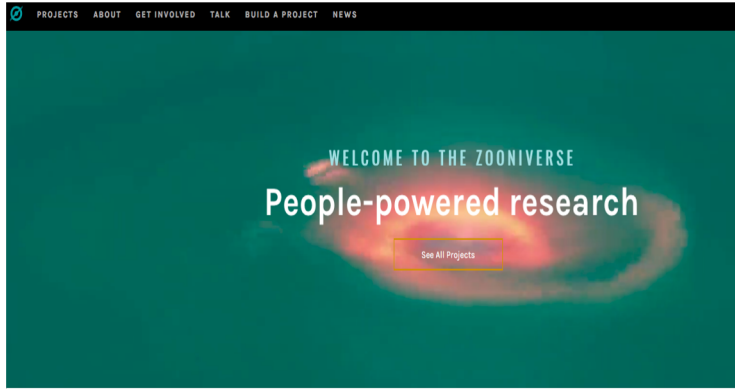 PROJECTS ABOUT GET INVOLVED TALK BUILD A PROJECT NEWS
WELCOME TO THE ZOONIVERSE
People-powered research
See All Projects